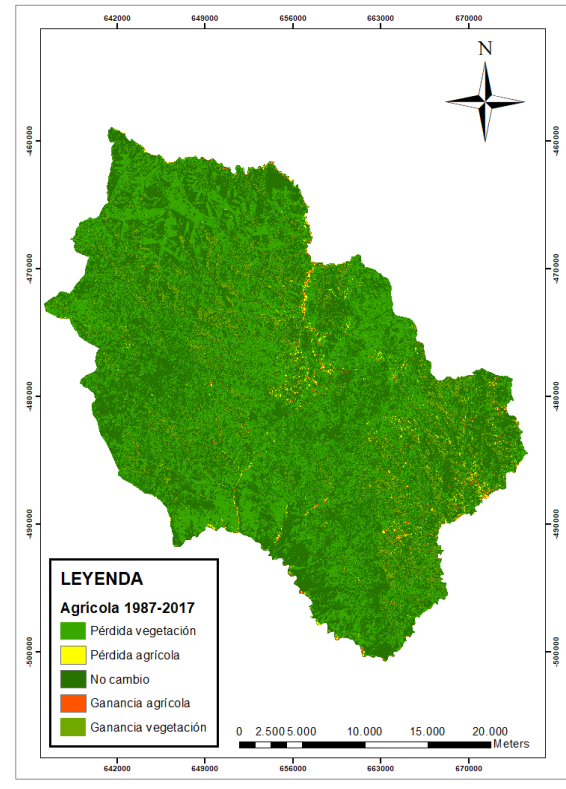 642000 649000 656000 663000 670000
N
-460000 -460000
-470000 -470000
-480000 -480000
-490000 -490000
-500000 -500000
LEYENDA
Agrícola 1987-2017
Pérdida vegetación
Pérdida agrícola
No cambio
Ganancia agrícola
Ganancia vegetación
0 2.500 5.000 10.000 15.000 20.000
Meters
642000 649000 656000 663000 670000